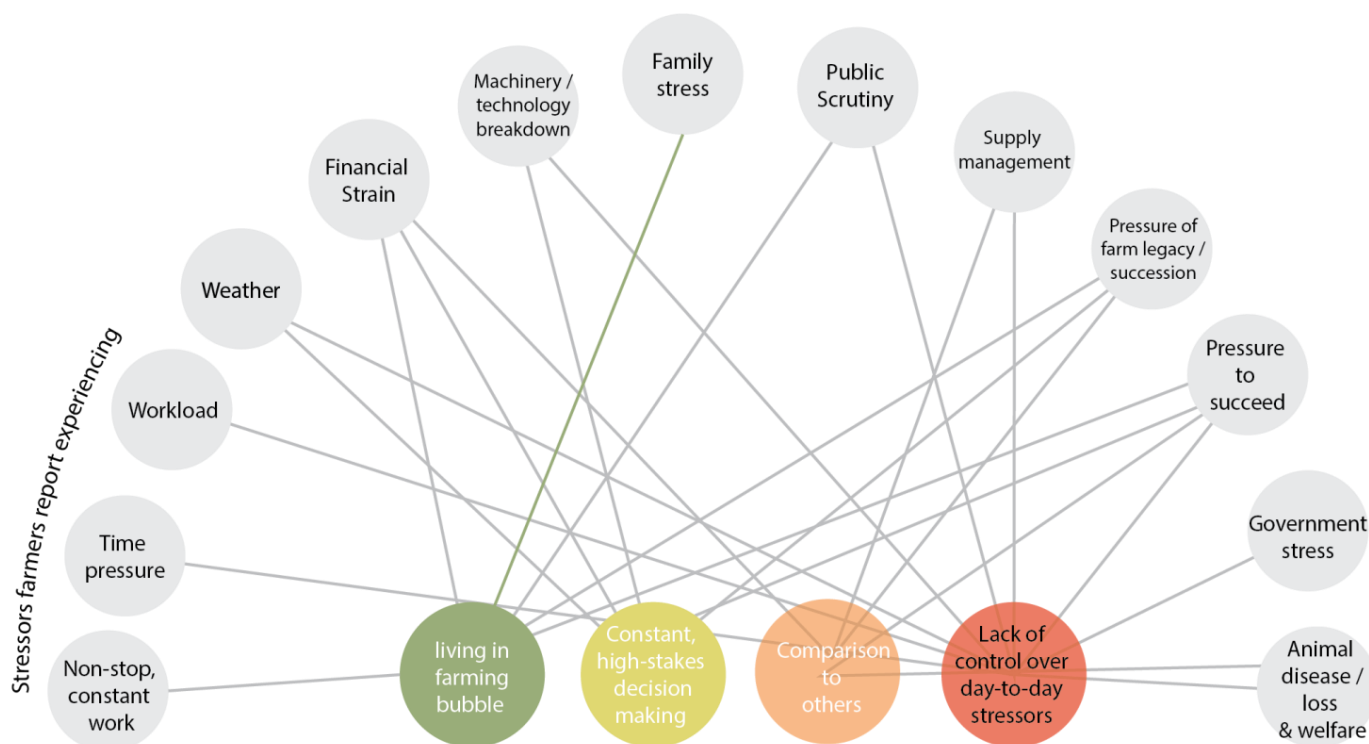 Family
stress
Public
Scrutiny
Machinery /
technology
breakdown
Supply
management
Financial
Strain
Pressure of
farm legacy /
succession
Weather
Pressure
to
succeed
Workload
Stressors farmers report experiencing
Time
pressure
Government
stress
Non-stop,
constant
work
living in
farming
bubble
Constant,
high-stakes
decision
making
Comparison
to
others
Lack of
control over
day-to-day
stressors
Animal
disease /
loss
& welfare